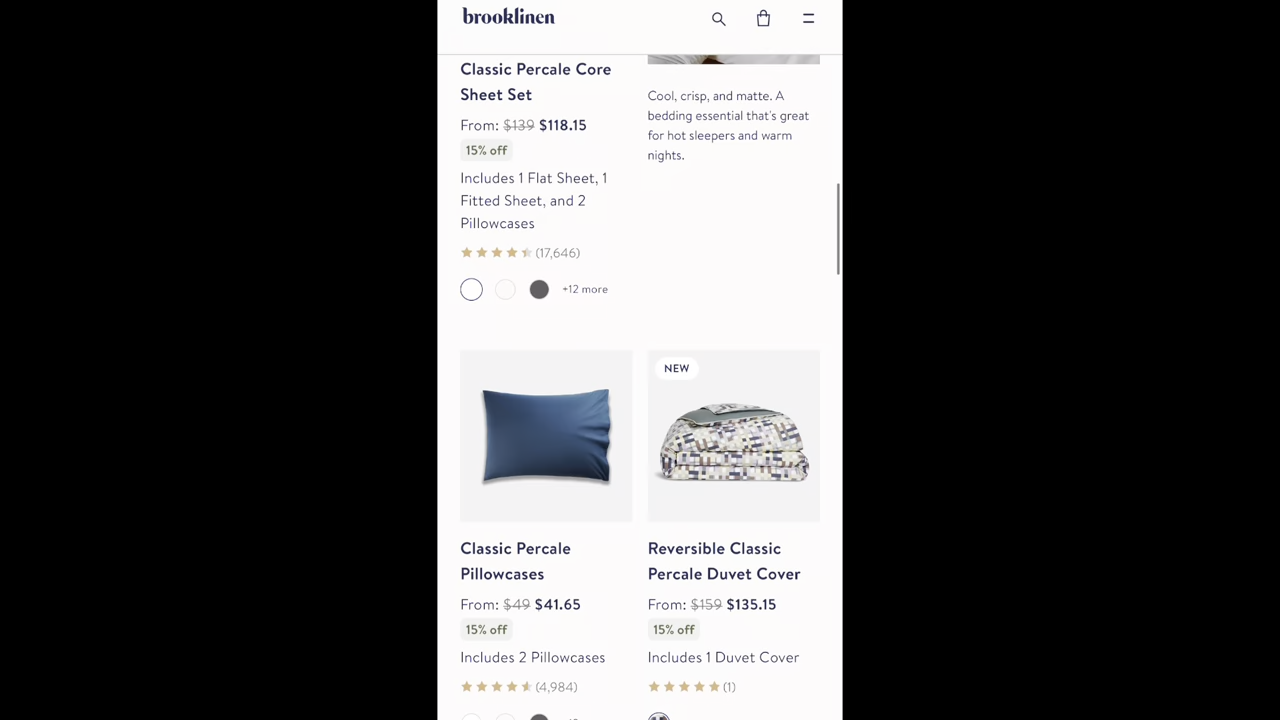 brooklinen
Classic Percale Core
Sheet Set
From: $139 $118.15
15% off
Includes 1 Flat Sheet, 1
Fitted Sheet, and 2
Pillowcases
(17,646)
+12 more
Cool, crisp, and matte. A
bedding essential that's great
for hot sleepers and warm
nights.
Classic Percale
Pillowcases
From: $49 $41.65
15% off
Includes 2 Pillowcases
(4,984)
NEW
Reversible Classic
Percale Duvet Cover
From: $159 $135.15
15% off
Includes 1 Duvet Cover
(1)